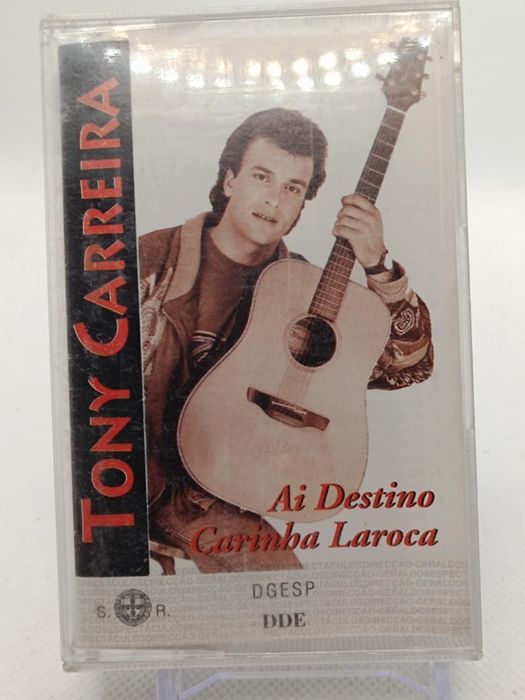 TONY CARREIRA
Ai Destino
Carinha Laroca
DGESP
S. R.
DDE